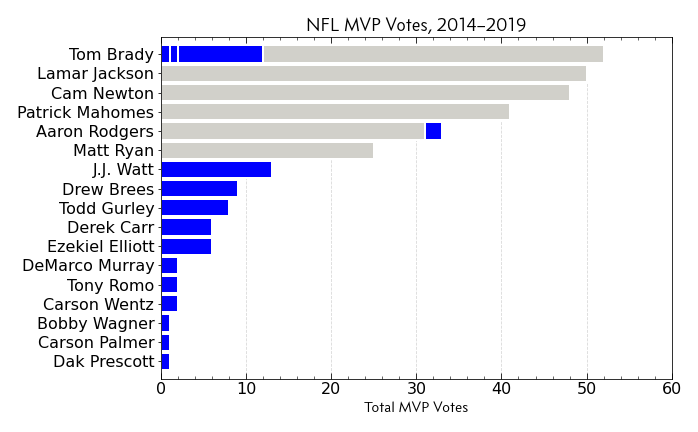 NFL MVP Votes, 2014–2019
Tom Brady
Lamar Jackson
Cam Newton
Patrick Mahomes
Aaron Rodgers
Matt Ryan
J.J. Watt
Drew Brees
Todd Gurley
Derek Carr
Ezekiel Elliott
DeMarco Murray
Tony Romo
Carson Wentz
Bobby Wagner
Carson Palmer
Dak Prescott
0 10 20 30 40 50 60
Total MVP Votes